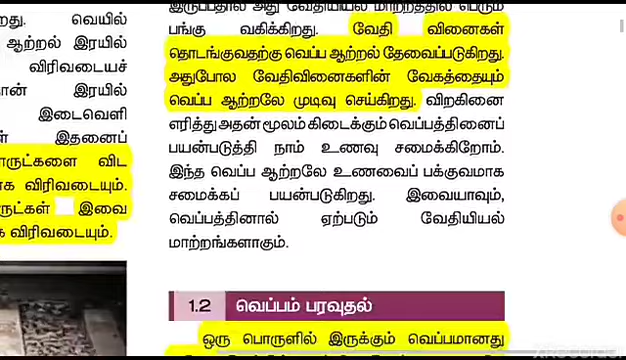 றது. வெயில்
ஆற்றல் இரயில்
விரிவடையச்
ான் இரயில்
இடைவெளி
இதனைப்
ாருட்களை விட
ாக விரிவடையும்.
ருட்கள் இவை
விரிவடையும்.
இருப்பதால் அது வேதியியல் மாற்றத்தில் பெரும்
பங்கு வகிக்கிறது. வேதி வினைகள்
தொடங்குவதற்கு வெப்ப ஆற்றல் தேவைப்படுகிறது.
அதுபோல வேதிவினைகளின் வேகத்தையும்
வெப்ப ஆற்றலே முடிவு செய்கிறது. விறகினை
எரித்து அதன் மூலம் கிடைக்கும் வெப்பத்தினைப்
பயன்படுத்தி நாம் உணவு சமைக்கிறோம்.
இந்த வெப்ப ஆற்றலே உணவைப் பக்குவமாக
சமைக்கப் பயன்படுகிறது. இவையாவும்,
வெப்பத்தினால் ஏற்படும் வேதியியல்
மாற்றங்களாகும்.
1.2 வெப்பம் பரவுதல்
ஒரு பொருளில் இருக்கும் வெப்பமானது